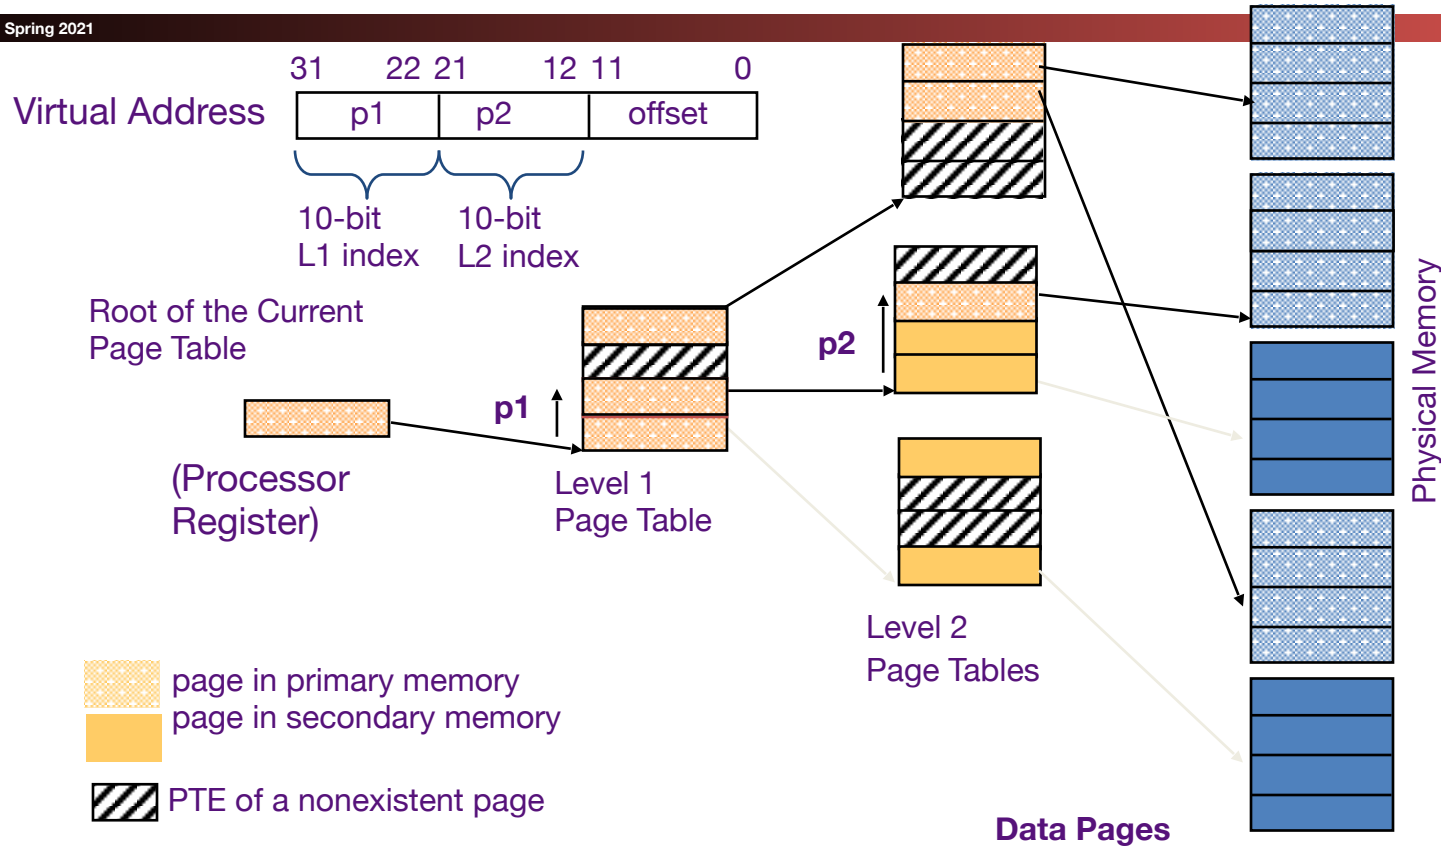 Spring 2021
31 22 21 12 11 0
Virtual Address p1 p2 offset
10-bit
L1 index
10-bit
L2 index
Root of the Current
Page Table
p1
p2
(Processor
Register)
Level 1
Page Table
Level 2
Page Tables
Physical Memory
page in primary memory
page in secondary memory
PTE of a nonexistent page
Data Pages